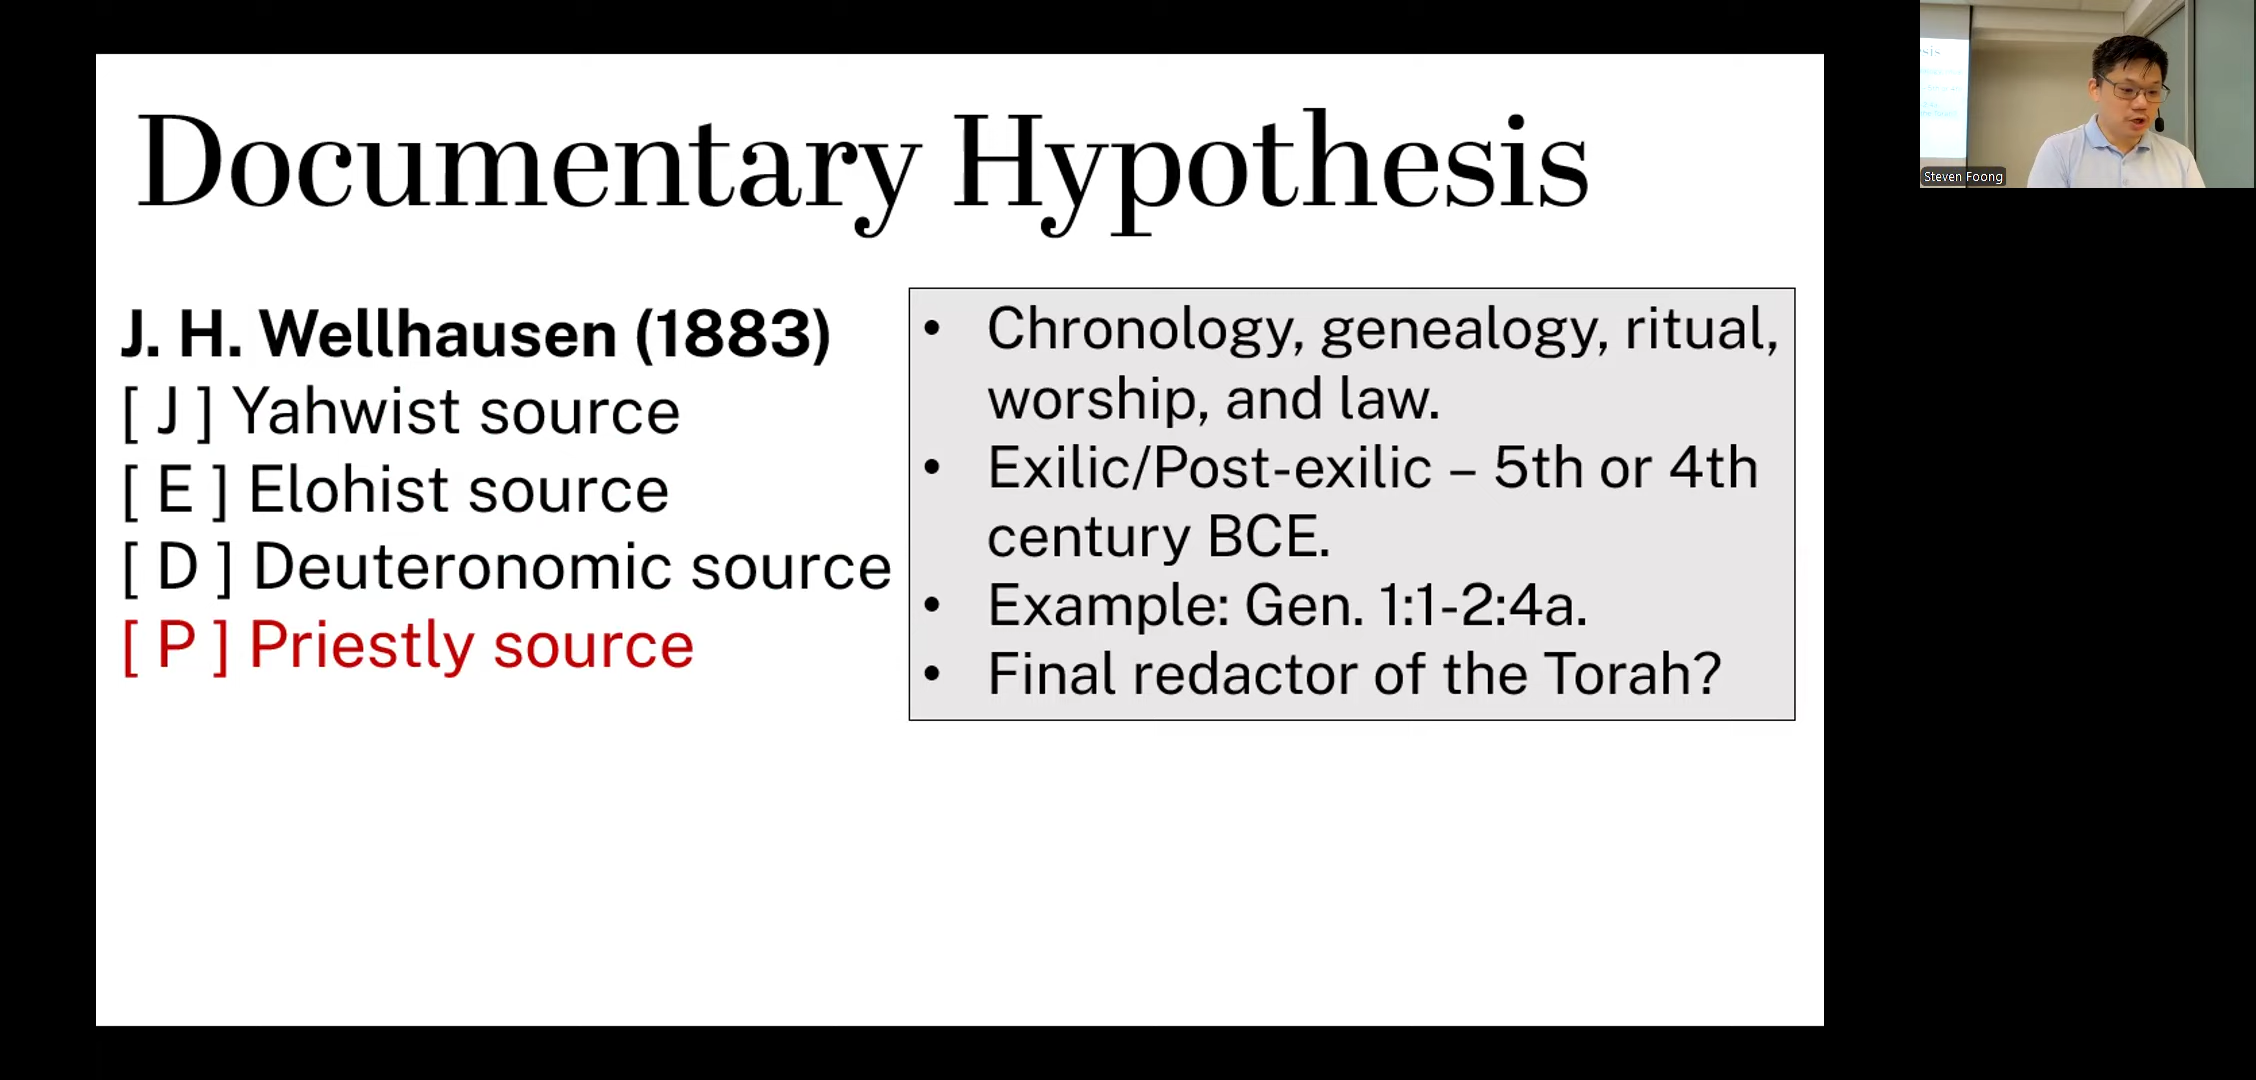 Documentary Hypothesis
J. H. Wellhausen (1883)
[ J ] Yahwist source
[ E ] Elohist source
[ D ] Deuteronomic source
[ P ] Priestly source
• Chronology, genealogy, ritual,
worship, and law.
• Exilic/Post-exilic – 5th or 4th
century BCE.
• Example: Gen. 1:1-2:4a.
• Final redactor of the Torah?
sis
Steven Foong